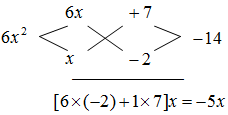 6x +7
6x² -14
x -2
[6×(-2)+1×7]x=-5x